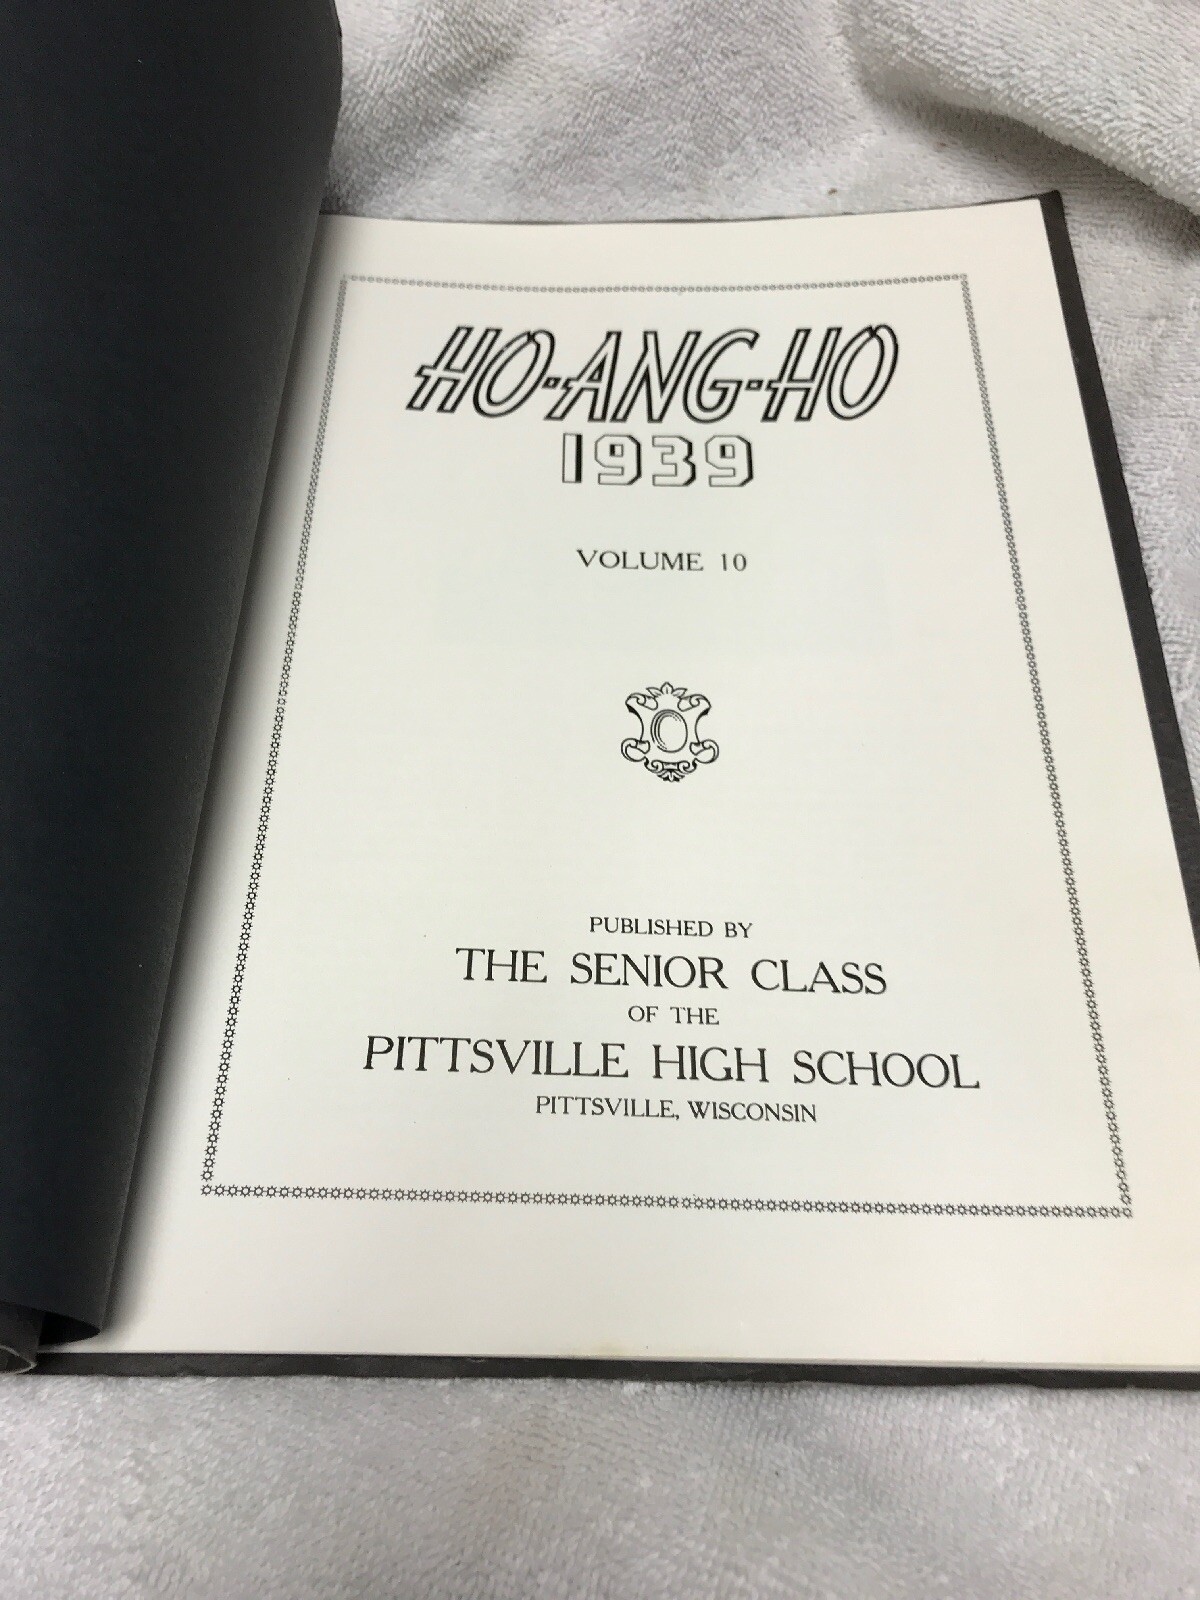 HO-ANG-HO
1939
VOLUME 10
PUBLISHED BY
THE SENIOR CLASS
OF THE
PITTSVILLE HIGH SCHOOL
PITTSVILLE, WISCONSIN